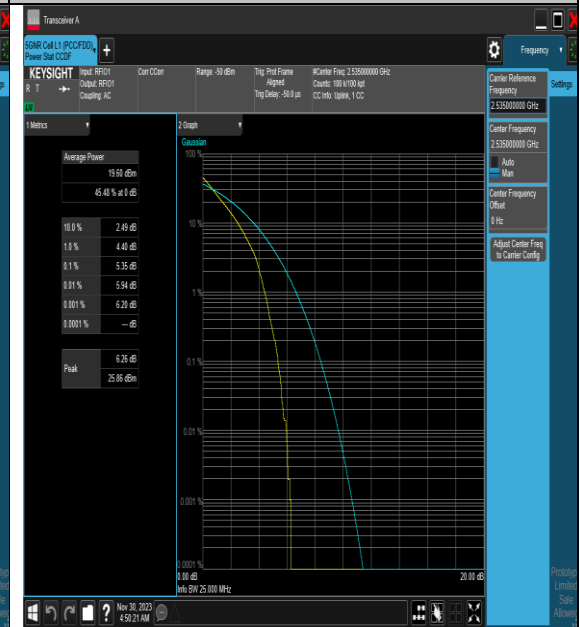 Transceiver A
5GNR Cell L1 (PCC/FDD),
Power Stat CCDF
Frequency
KEYSIGHT
R T
LW
Input: RFIO1
Output: RFIO1
Coupling: AC
Corr CCorr
Range: -50 dBm
Trig: Prot Frame
Aligned
Trig Delay: -50.0 µs
#Center Freq: 2.535000000 GHz
Counts: 100 k/100 kpt
CC Info: Uplink, 1 CC
Carrier Reference
Frequency
2.535000000 GHz
Settings
Center Frequency
2.535000000 GHz
Auto
Man
Center Frequency
Offset
0 Hz
Adjust Center Freq
to Carrier Config
1 Metrics
Average Power
19.60 dBm
45.48 % at 0 dB
10.0 % 2.49 dB
1.0 % 4.40 dB
0.1 % 5.35 dB
0.01 % 5.94 dB
0.001 % 6.20 dB
0.0001 % --- dB
Peak
6.26 dB
25.86 dBm
2 Graph
Gaussian
100 %
10 %
1 %
0.1 %
0.01 %
0.001 %
0.0001 %
0.00 dB
20.00 dB
Info BW 25.000 MHz
Nov 30, 2023
4:50:21 AM